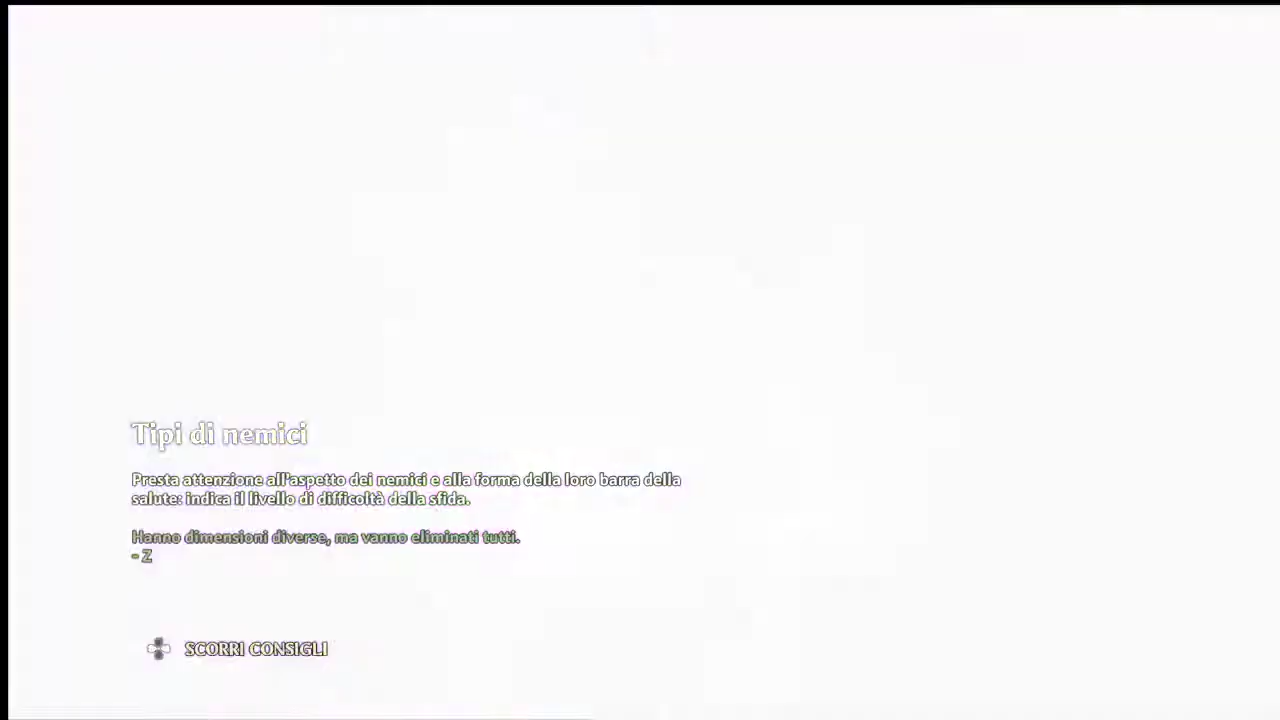 Tipi di nemici
Presta attenzione all'aspetto dei nemici e alla forma della loro barra della
salute: indica il livello di difficoltà della sfida.
Hanno dimensioni diverse, ma vanno eliminati tutti.
- Z
SCORRI CONSIGLI